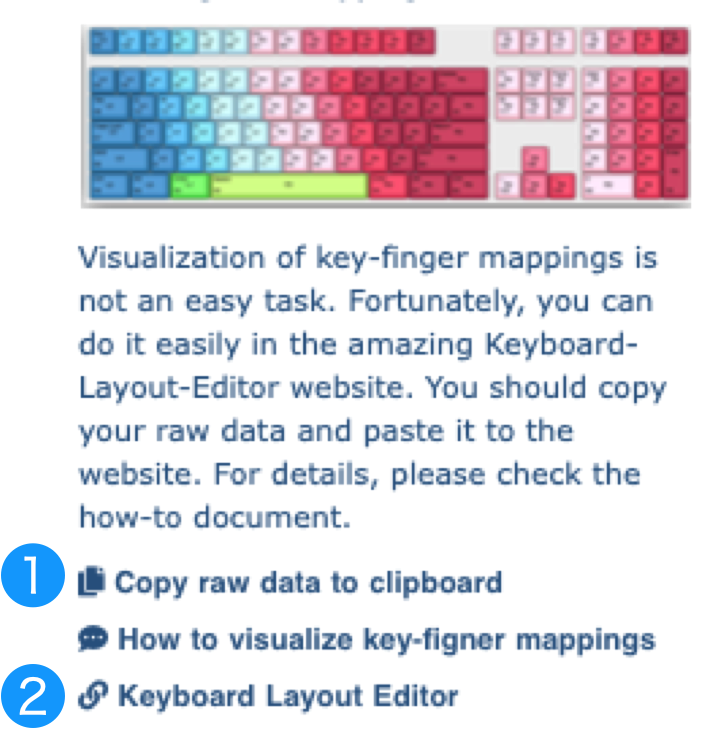 Visualization of key-finger mappings is
not an easy task. Fortunately, you can
do it easily in the amazing Keyboard-
Layout-Editor website. You should copy
your raw data and paste it to the
website. For details, please check the
how-to document.
1 Copy raw data to clipboard
How to visualize key-figner mappings
2 Keyboard Layout Editor